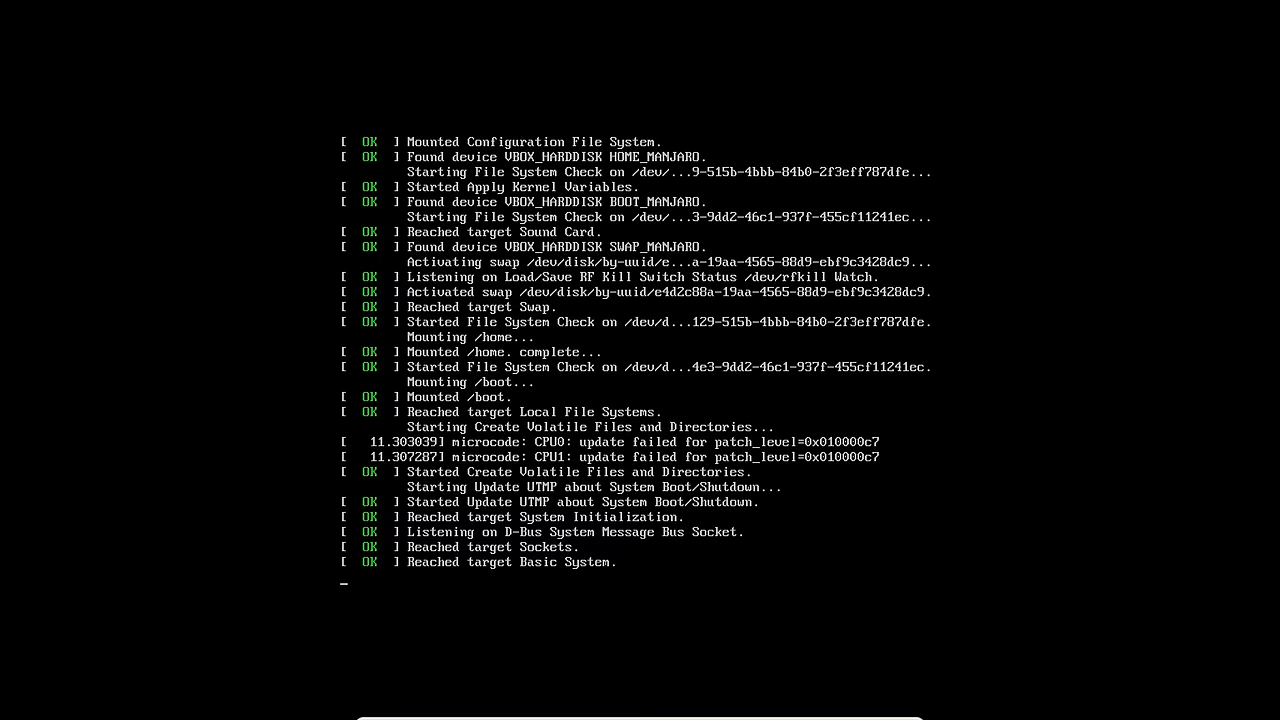 [  OK  ] Mounted Configuration File System.
[  OK  ] Found device VBOX_HARDDISK HOME_MANJARO.
         Starting File System Check on /dev/...9-515b-4bbb-84b0-2f3eff787dfe...
[  OK  ] Started Apply Kernel Variables.
[  OK  ] Found device VBOX_HARDDISK BOOT_MANJARO.
         Starting File System Check on /dev/...3-9dd2-46c1-937f-455cf11241ec...
[  OK  ] Reached target Sound Card.
[  OK  ] Found device VBOX_HARDDISK SWAP_MANJARO.
         Activating swap /dev/disk/by-uuid/e...a-19aa-4565-88d9-ebf9c3428dc9...
[  OK  ] Listening on Load/Save RF Kill Switch Status /dev/rfkill Watch.
[  OK  ] Activated swap /dev/disk/by-uuid/e4d2c88a-19aa-4565-88d9-ebf9c3428dc9.
[  OK  ] Reached target Swap.
[  OK  ] Started File System Check on /dev/d...129-515b-4bbb-84b0-2f3eff787dfe.
         Mounting /home...
[  OK  ] Mounted /home. complete...
[  OK  ] Started File System Check on /dev/d...4e3-9dd2-46c1-937f-455cf11241ec.
         Mounting /boot...
[  OK  ] Mounted /boot.
[  OK  ] Reached target Local File Systems.
         Starting Create Volatile Files and Directories...
[   11.303039] microcode: CPU0: update failed for patch_level=0x010000c7
[   11.307287] microcode: CPU1: update failed for patch_level=0x010000c7
[  OK  ] Started Create Volatile Files and Directories.
         Starting Update UTMP about System Boot/Shutdown...
[  OK  ] Started Update UTMP about System Boot/Shutdown.
[  OK  ] Reached target System Initialization.
[  OK  ] Listening on D-Bus System Message Bus Socket.
[  OK  ] Reached target Sockets.
[  OK  ] Reached target Basic System.
_